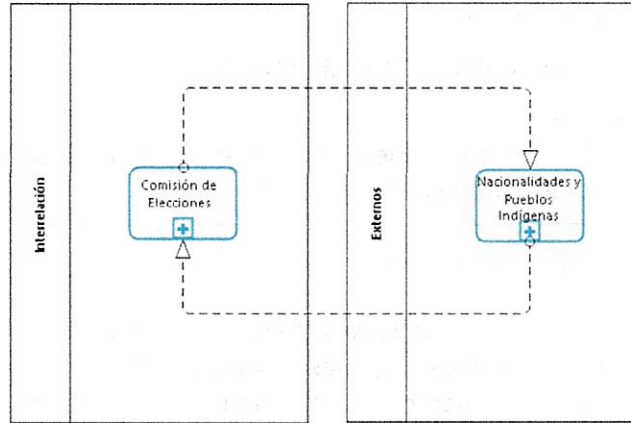 Interrelación
Comisión de
Elecciones
Externos
Nacionalidades y
Pueblos
Indígenas